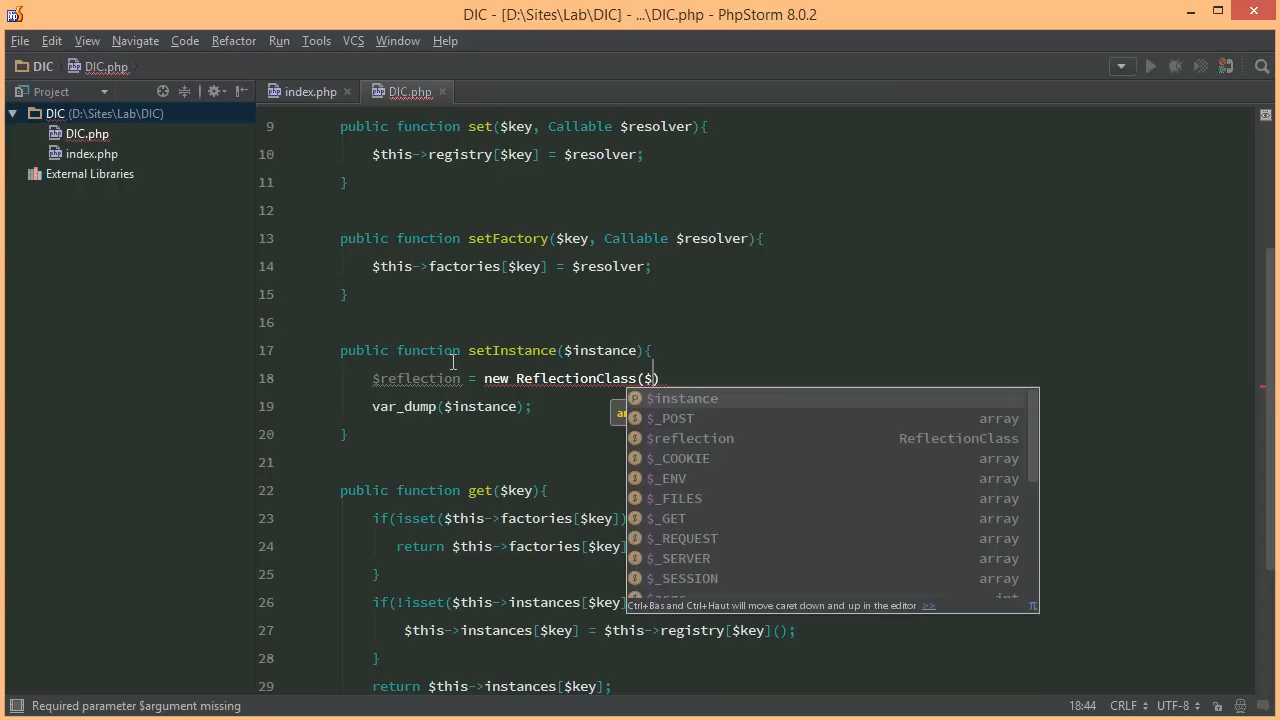 DIC - [D:\Sites\Lab\DIC] - ...\DIC.php - PhpStorm 8.0.2
File Edit View Navigate Code Refactor Run Tools VCS Window Help
DIC DIC.php
Project
index.php DIC.php
DIC (D:\Sites\Lab\DIC)
DIC.php
index.php
External Libraries
9 public function set($key, Callable $resolver){
10 $this->registry[$key] = $resolver;
11 }
12
13 public function setFactory($key, Callable $resolver){
14 $this->factories[$key] = $resolver;
15 }
16
17 public function setInstance($instance){
18 $reflection = new ReflectionClass($)
19 var_dump($instance);
20 }
21
22 public function get($key){
23 if(isset($this->factories[$key])
24 return $this->factories[$key]
25 }
26 if(!isset($this->instances[$key]
27 $this->instances[$key] = $this->registry[$key]();
28 }
29 return $this->instances[$key];
$instance
$_POST array
$reflection ReflectionClass
$_COOKIE array
$_ENV array
$_FILES array
$_GET array
$_REQUEST array
$_SERVER array
$_SESSION array
Ctrl+Bas and Ctrl+Haut will move caret down and up in the editor >> π
Required parameter $argument missing
18:44 CRLF UTF-8